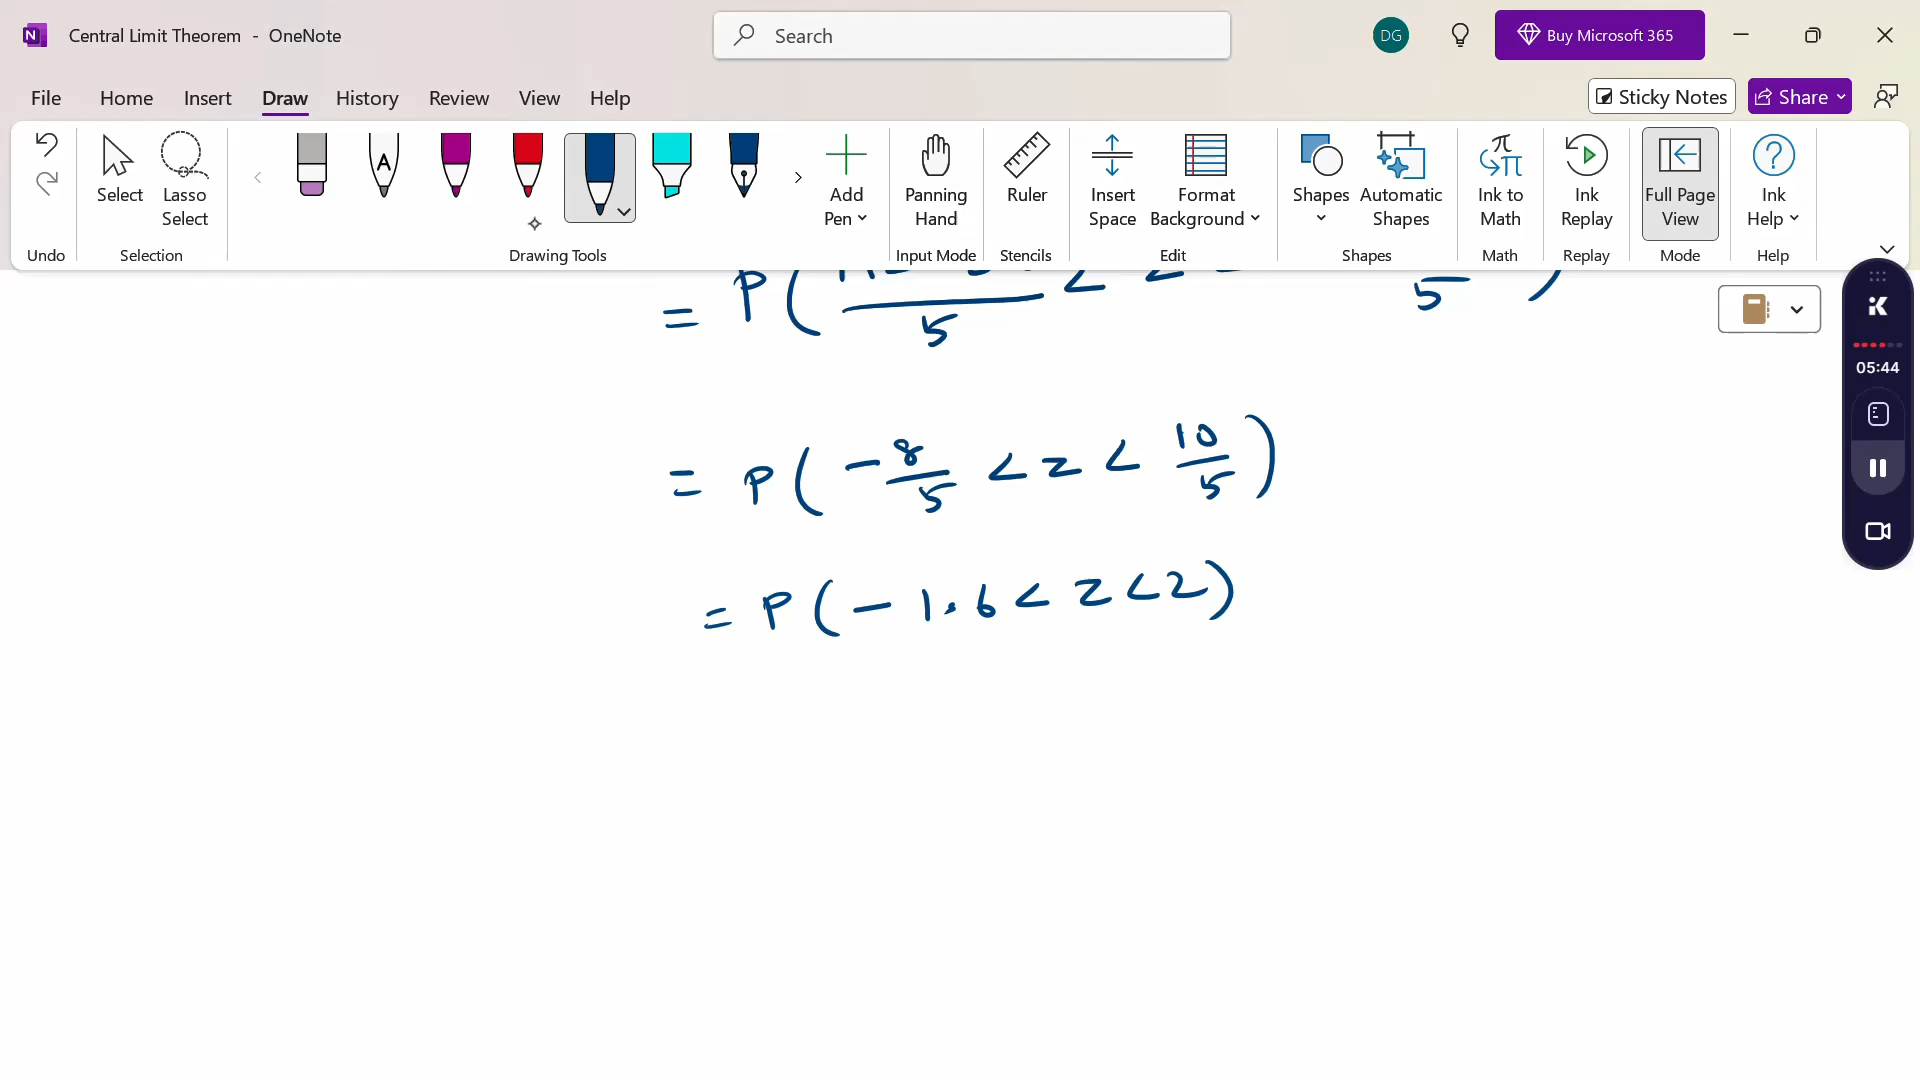 Central Limit Theorem - OneNote
Search
DG
Buy Microsoft 365
File Home Insert Draw History Review View Help
Sticky Notes
Share
A
Select
Lasso Select
Add Pen
Panning Hand
Ruler
Insert Space
Format Background
Shapes
Automatic Shapes
Ink to Math
Ink Replay
Full Page View
Ink Help
Undo Selection Drawing Tools Input Mode Stencils Edit Shapes Math Replay Mode Help
05:44
= P( -8/5 < z < 10/5 )
= P( -1.6 < z < 2 )